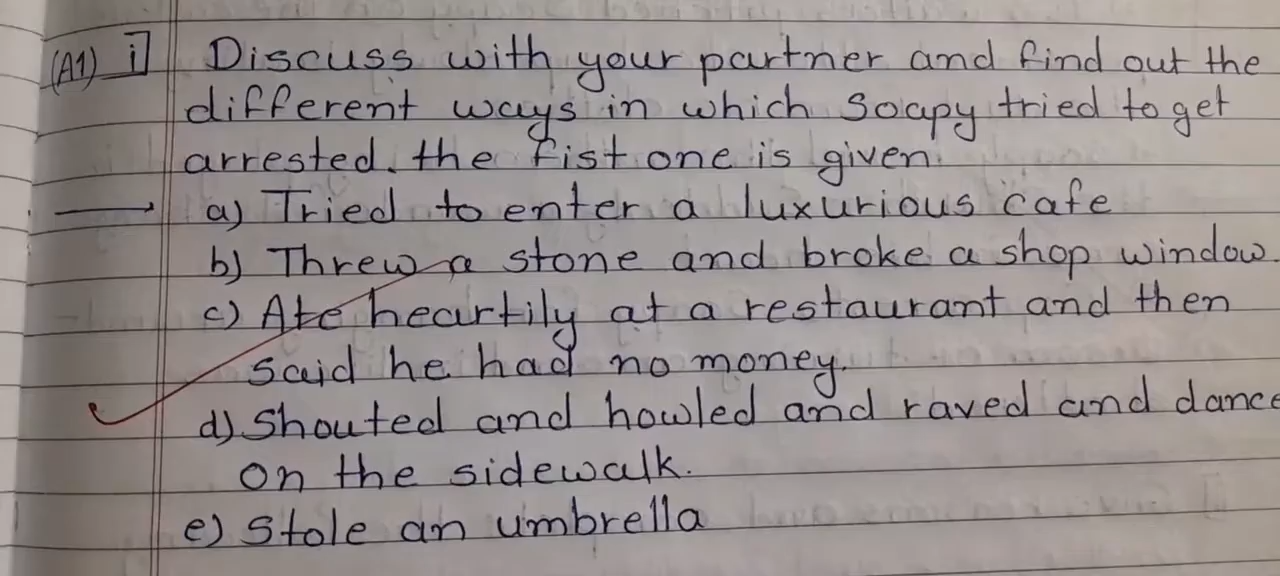 (A1) i] Discuss with your partner and find out the
different ways in which Soapy tried to get
arrested. the fist one is given.
a) Tried to enter a luxurious cafe
b) Threw a stone and broke a shop window.
c) Ate heartily at a restaurant and then
said he had no money.
d) Shouted and howled and raved and dance
on the sidewalk.
e) Stole an umbrella